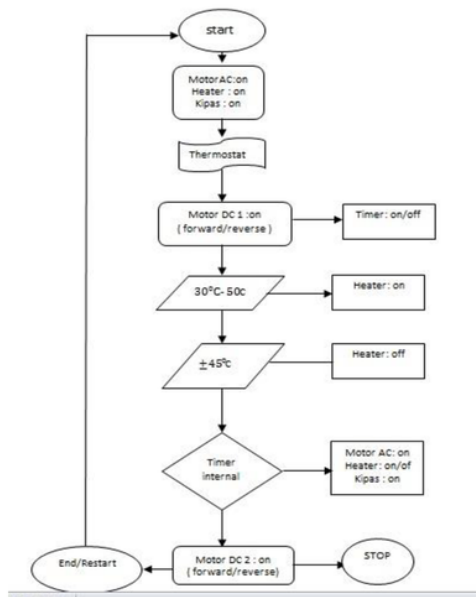 start
MotorAC:on
Heater : on
Kipas : on
Thermostat
Motor DC 1 :on
( forward/reverse )
Timer: on/off
30°C- 50c
Heater: on
±45°c
Heater: off
Timer
internal
Motor AC: on
Heater: on/of
Kipas : on
Motor DC 2 : on
(forward/reverse)
STOP
End/Restart